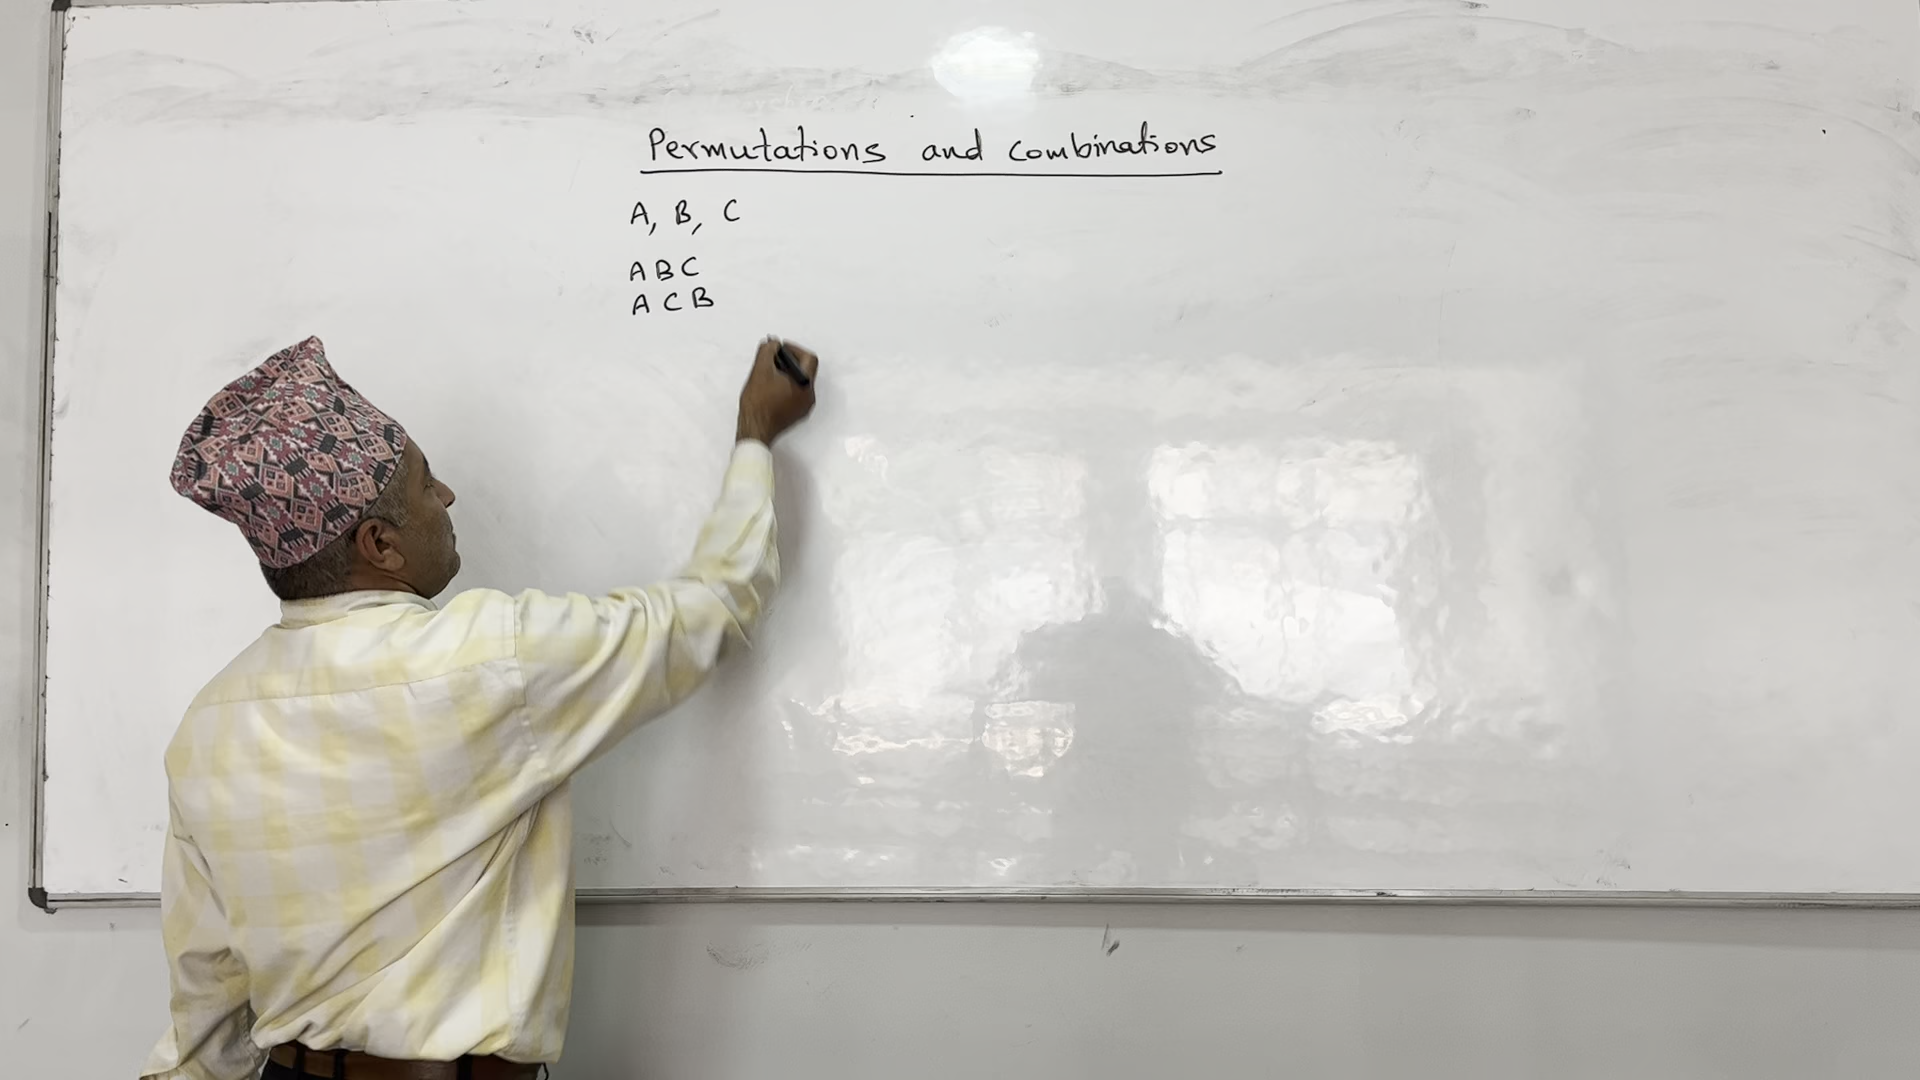 Permutations and combinations
A, B, C
A B C
A C B